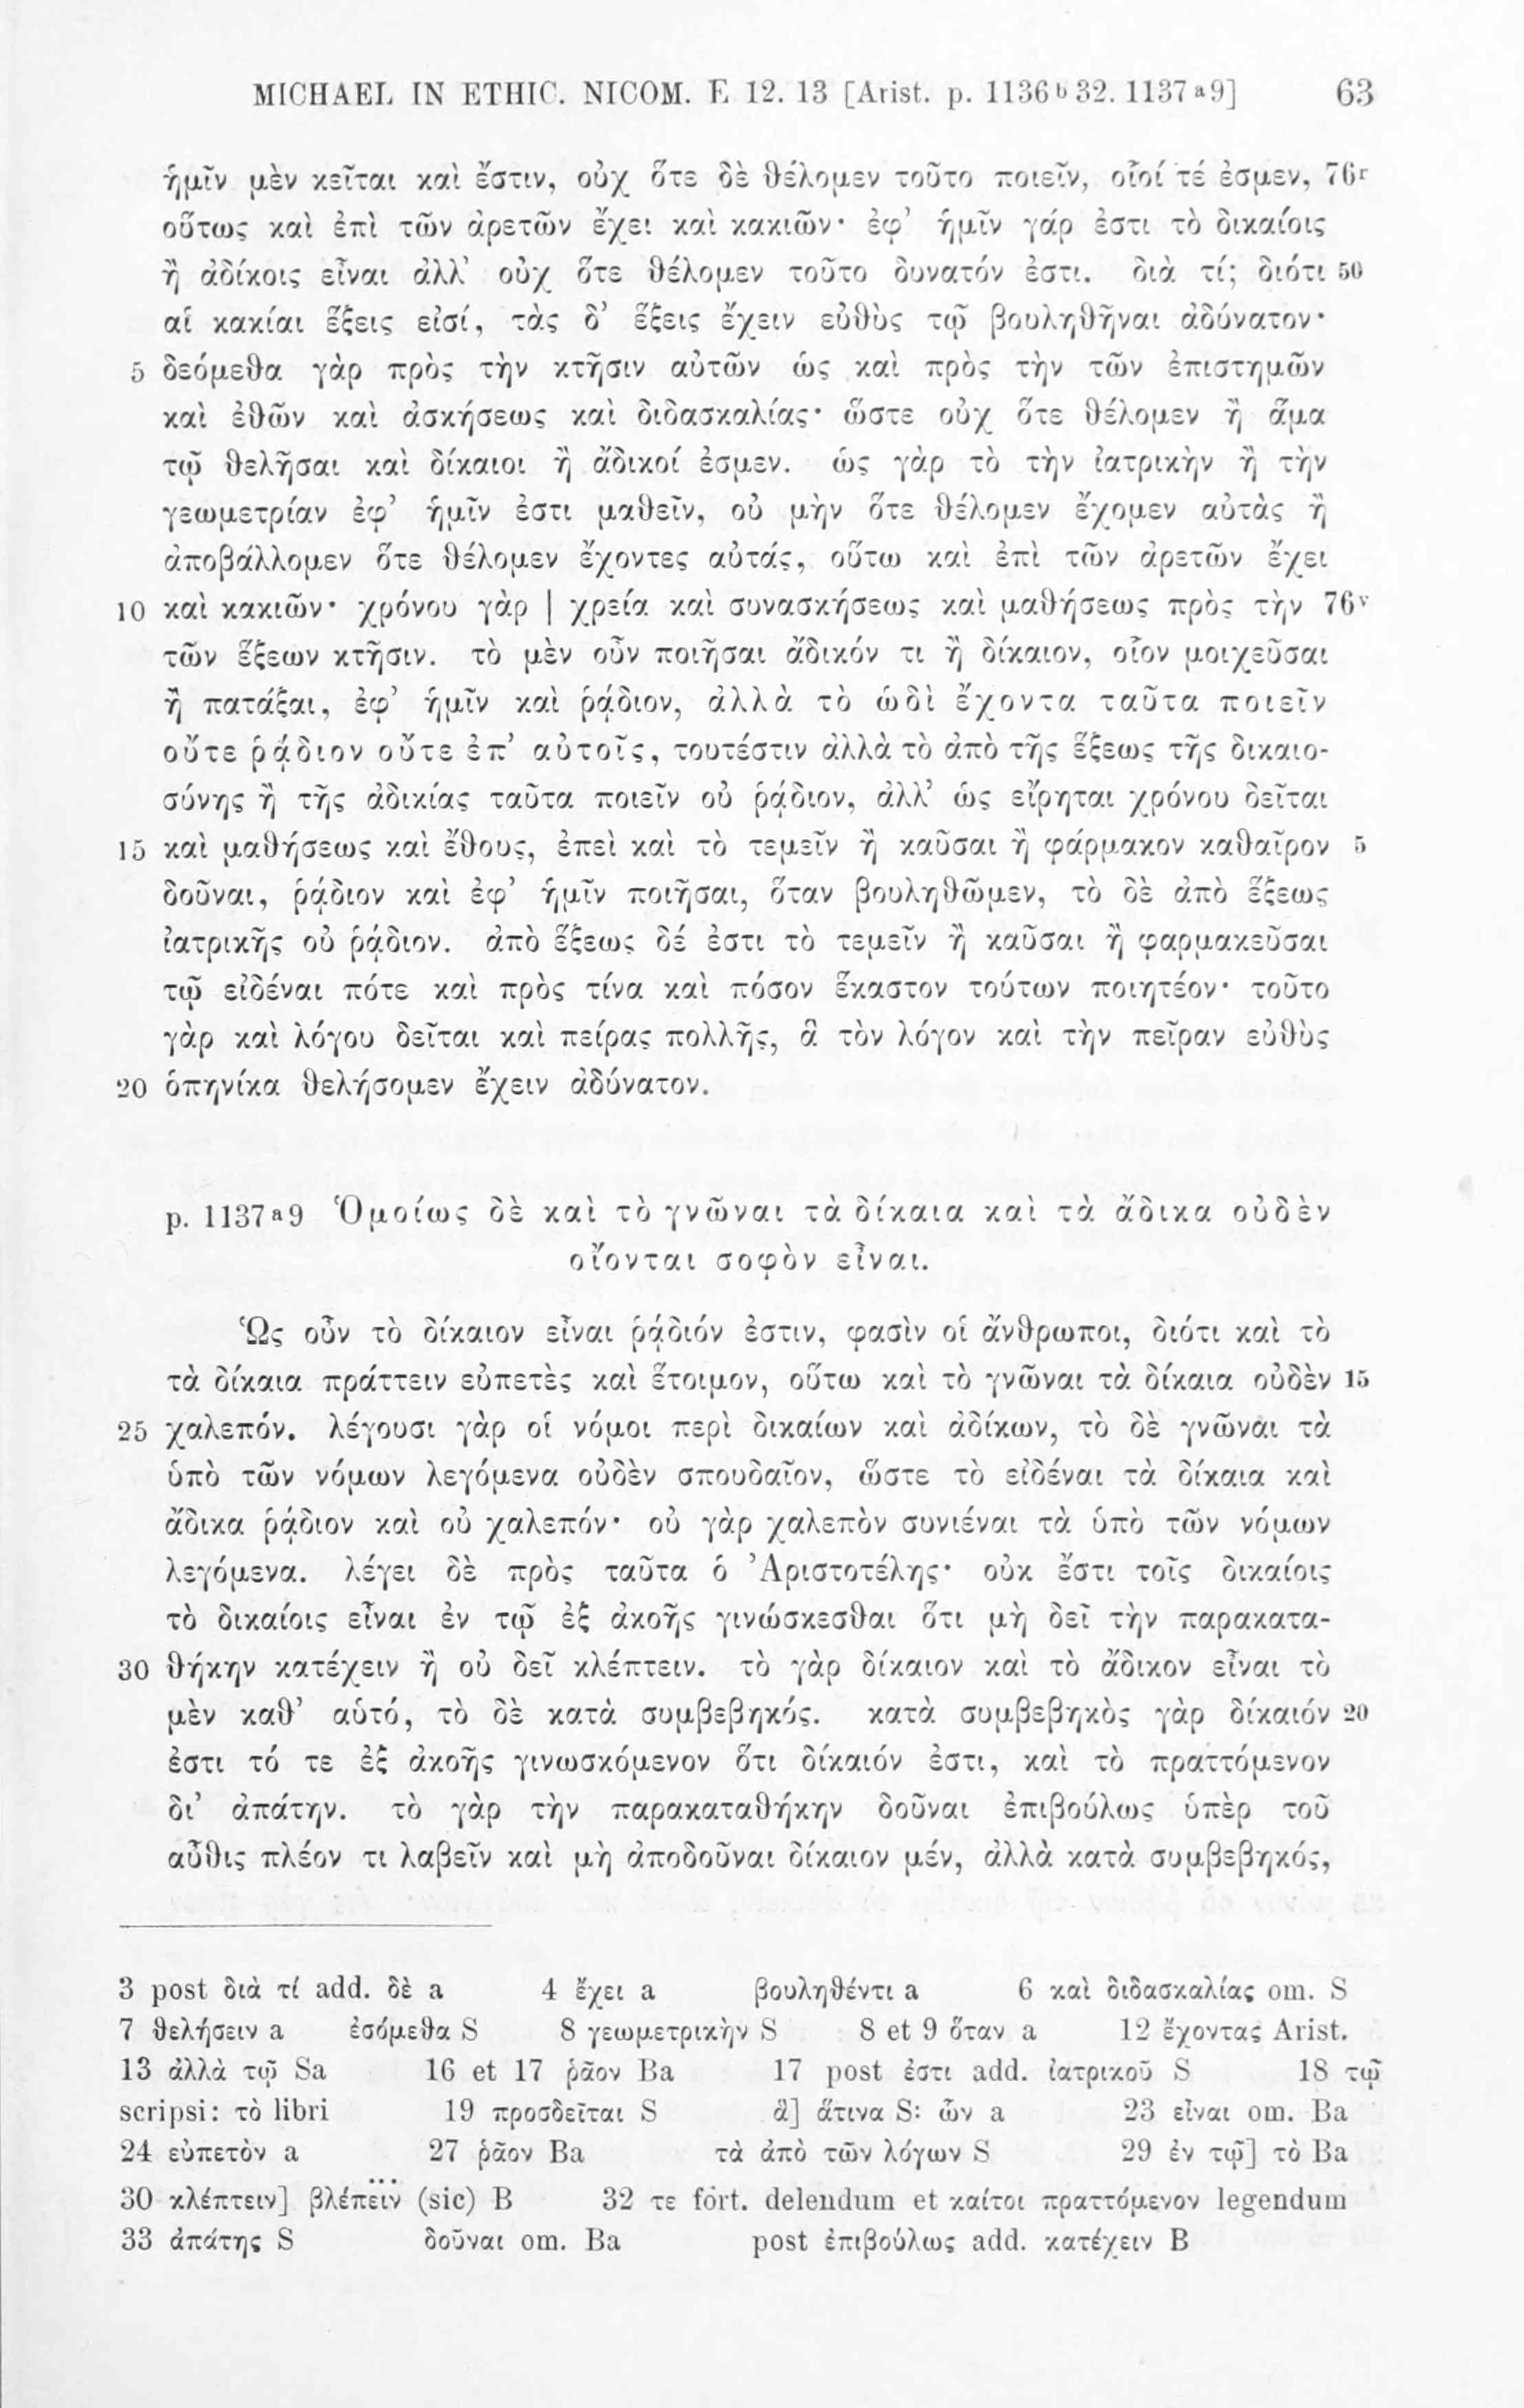 MICHAEL IN ETHIC. NICOM. E 12. 13 [Arist. p. 1136ᵇ32. 1137ᵃ9] 63
ἡμῖν μὲν κεῖται καὶ ἔστιν, οὐχ ὅτε δὲ θέλομεν τοῦτο ποιεῖν, οἷοί τέ ἐσμεν, 76ʳ
οὕτως καὶ ἐπὶ τῶν ἀρετῶν ἔχει καὶ κακιῶν· ἐφ’ ἡμῖν γάρ ἐστι τὸ δικαίοις
ἢ ἀδίκοις εἶναι ἀλλ’ οὐχ ὅτε θέλομεν τοῦτο δυνατόν ἐστι. διὰ τί; διότι 50
αἱ κακίαι ἕξεις εἰσί, τὰς δ’ ἕξεις ἔχειν εὐθὺς τῷ βουληθῆναι ἀδύνατον·
5 δεόμεθα γὰρ πρὸς τὴν κτῆσιν αὐτῶν ὡς καὶ πρὸς τὴν τῶν ἐπιστημῶν
καὶ ἐθῶν καὶ ἀσκήσεως καὶ διδασκαλίας· ὥστε οὐχ ὅτε θέλομεν ἢ ἅμα
τῷ θελῆσαι καὶ δίκαιοι ἢ ἄδικοί ἐσμεν. ὡς γὰρ τὸ τὴν ἰατρικὴν ἢ τὴν
γεωμετρίαν ἐφ’ ἡμῖν ἐστι μαθεῖν, οὐ μὴν ὅτε θέλομεν ἔχομεν αὐτὰς ἢ
ἀποβάλλομεν ὅτε θέλομεν ἔχοντες αὐτάς, οὕτω καὶ ἐπὶ τῶν ἀρετῶν ἔχει
10 καὶ κακιῶν· χρόνου γὰρ | χρεία καὶ συνασκήσεως καὶ μαθήσεως πρὸς τὴν 76ᵛ
τῶν ἕξεων κτῆσιν. τὸ μὲν οὖν ποιῆσαι ἄδικόν τι ἢ δίκαιον, οἷον μοιχεῦσαι
ἢ πατάξαι, ἐφ’ ἡμῖν καὶ ῥᾴδιον, ἀλλὰ τὸ ὡδὶ ἔχοντα ταῦτα ποιεῖν
οὔτε ῥᾴδιον οὔτε ἐπ’ αὐτοῖς, τουτέστιν ἀλλὰ τὸ ἀπὸ τῆς ἕξεως τῆς δικαιο-
σύνης ἢ τῆς ἀδικίας ταῦτα ποιεῖν οὐ ῥᾴδιον, ἀλλ’ ὡς εἴρηται χρόνου δεῖται
15 καὶ μαθήσεως καὶ ἔθους, ἐπεὶ καὶ τὸ τεμεῖν ἢ καῦσαι ἢ φάρμακον καθαῖρον 5
δοῦναι, ῥᾴδιον καὶ ἐφ’ ἡμῖν ποιῆσαι, ὅταν βουληθῶμεν, τὸ δὲ ἀπὸ ἕξεως
ἰατρικῆς οὐ ῥᾴδιον. ἀπὸ ἕξεως δέ ἐστι τὸ τεμεῖν ἢ καῦσαι ἢ φαρμακεῦσαι
τῷ εἰδέναι πότε καὶ πρὸς τίνα καὶ πόσον ἕκαστον τούτων ποιητέον· τοῦτο
γὰρ καὶ λόγου δεῖται καὶ πείρας πολλῆς, ἃ τὸν λόγον καὶ τὴν πεῖραν εὐθὺς
20 ὁπηνίκα θελήσομεν ἔχειν ἀδύνατον.
p. 1137ᵃ9 Ὁμοίως δὲ καὶ τὸ γνῶναι τὰ δίκαια καὶ τὰ ἄδικα οὐδὲν
οἴονται σοφὸν εἶναι.
Ὡς οὖν τὸ δίκαιον εἶναι ῥᾴδιόν ἐστιν, φασὶν οἱ ἄνθρωποι, διότι καὶ τὸ
τὰ δίκαια πράττειν εὐπετὲς καὶ ἕτοιμον, οὕτω καὶ τὸ γνῶναι τὰ δίκαια οὐδὲν 15
25 χαλεπόν. λέγουσι γὰρ οἱ νόμοι περὶ δικαίων καὶ ἀδίκων, τὸ δὲ γνῶναι τὰ
ὑπὸ τῶν νόμων λεγόμενα οὐδὲν σπουδαῖον, ὥστε τὸ εἰδέναι τὰ δίκαια καὶ
ἄδικα ῥᾴδιον καὶ οὐ χαλεπόν· οὐ γὰρ χαλεπὸν συνιέναι τὰ ὑπὸ τῶν νόμων
λεγόμενα. λέγει δὲ πρὸς ταῦτα ὁ Ἀριστοτέλης· οὐκ ἔστι τοῖς δικαίοις
τὸ δικαίοις εἶναι ἐν τῷ ἐξ ἀκοῆς γινώσκεσθαι ὅτι μὴ δεῖ τὴν παρακατα-
30 θήκην κατέχειν ἢ οὐ δεῖ κλέπτειν. τὸ γὰρ δίκαιον καὶ τὸ ἄδικον εἶναι τὸ
μὲν καθ’ αὑτό, τὸ δὲ κατὰ συμβεβηκός. κατὰ συμβεβηκὸς γὰρ δίκαιόν 20
ἐστι τό τε ἐξ ἀκοῆς γινωσκόμενον ὅτι δίκαιόν ἐστι, καὶ τὸ πραττόμενον
δι’ ἀπάτην. τὸ γὰρ τὴν παρακαταθήκην δοῦναι ἐπιβούλως ὑπὲρ τοῦ
αὖθις πλέον τι λαβεῖν καὶ μὴ ἀποδοῦναι δίκαιον μέν, ἀλλὰ κατὰ συμβεβηκός,
3 post διὰ τί add. δὲ a 4 ἔχει a βουληθέντι a 6 καὶ διδασκαλίας om. S
7 θελήσειν a ἐσόμεθα S 8 γεωμετρικὴν S 8 et 9 ὅταν a 12 ἔχοντας Arist.
13 ἀλλὰ τῷ Sa 16 et 17 ῥᾶον Ba 17 post ἐστι add. ἰατρικοῦ S 18 τῷ
scripsi: τὸ libri 19 προσδεῖται S ἃ] ἅτινα S: ὧν a 23 εἶναι om. Ba
24 εὐπετὸν a 27 ῥᾶον Ba τὰ ἀπὸ τῶν λόγων S 29 ἐν τῷ] τὸ Ba
30 κλέπτειν] βλέπειν (sic) B 32 τε fort. delendum et καίτοι πραττόμενον legendum
33 ἀπάτης S δοῦναι om. Ba post ἐπιβούλως add. κατέχειν B